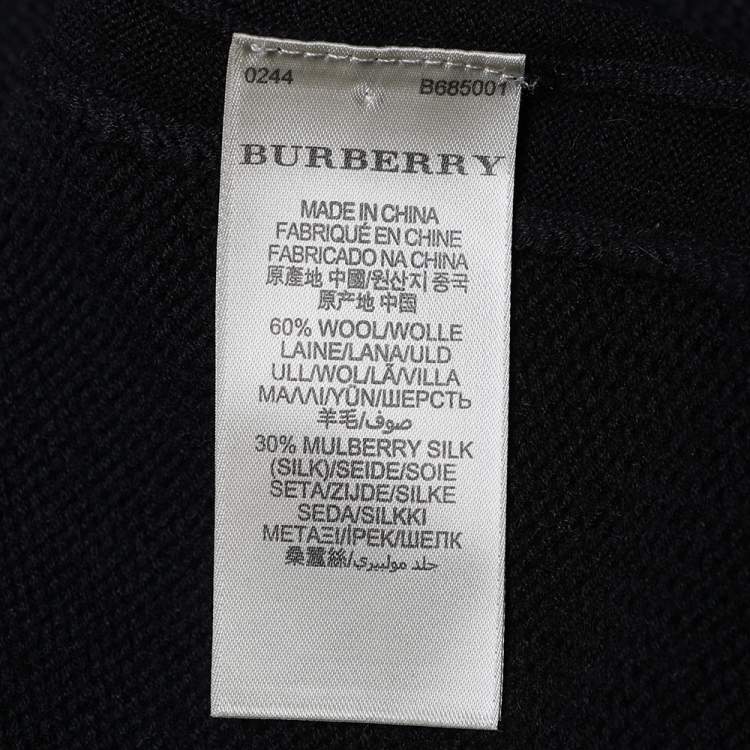 0244 B685001
BURBERRY
MADE IN CHINA
FABRIQUÉ EN CHINE
FABRICADO NA CHINA
原產地 中國/원산지 중국
原产地 中国
60% WOOL/WOLLE
LAINE/LANA/ULD
ULL/WOL/LÃ/VILLA
ΜΑΛΛΙ/YÜN/ШЕРСТЬ
羊毛/صوف
30% MULBERRY SILK
(SILK)/SEIDE/SOIE
SETA/ZIJDE/SILKE
SEDA/SILKKI
ΜΕΤΑΞΙ/İPEK/ШЕЛК
桑蠶絲/جلد مولبيري